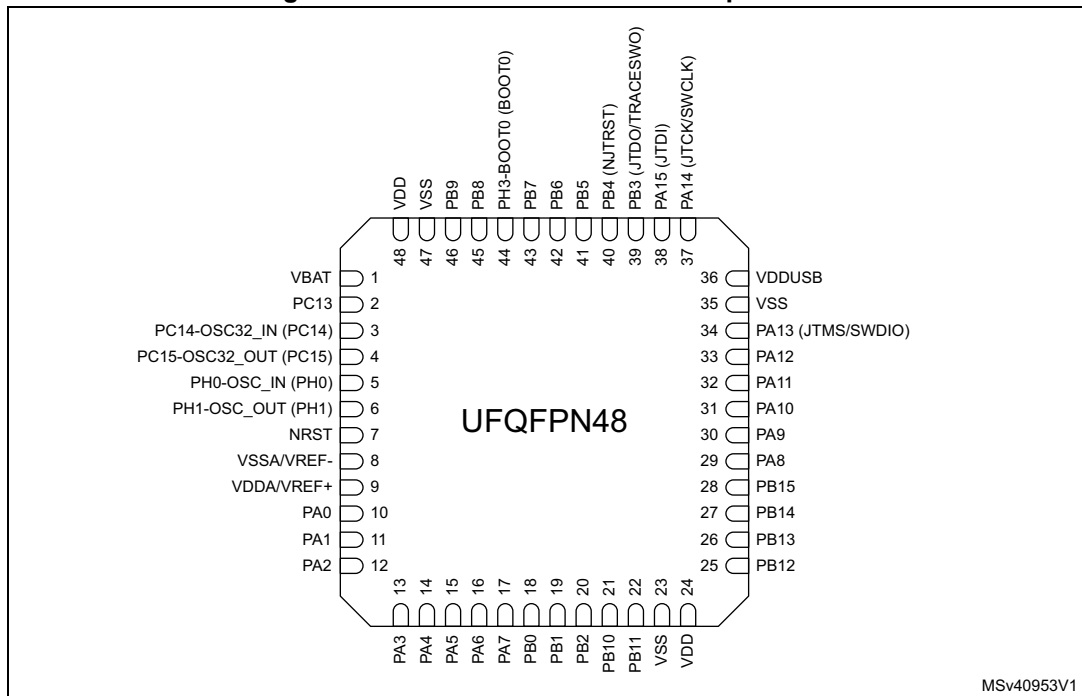 VDD
VSS
PB9
PB8
PH3-BOOT0 (BOOT0)
PB7
PB6
PB5
PB4 (NJTRST)
PB3 (JTDO/TRACESWO)
PA15 (JTDI)
PA14 (JTCK/SWCLK)
48
47
46
45
44
43
42
41
40
39
38
37
VBAT 1
PC13 2
PC14-OSC32_IN (PC14) 3
PC15-OSC32_OUT (PC15) 4
PH0-OSC_IN (PH0) 5
PH1-OSC_OUT (PH1) 6
NRST 7
VSSA/VREF- 8
VDDA/VREF+ 9
PA0 10
PA1 11
PA2 12
UFQFPN48
36 VDDUSB
35 VSS
34 PA13 (JTMS/SWDIO)
33 PA12
32 PA11
31 PA10
30 PA9
29 PA8
28 PB15
27 PB14
26 PB13
25 PB12
13
14
15
16
17
18
19
20
21
22
23
24
PA3
PA4
PA5
PA6
PA7
PB0
PB1
PB2
PB10
PB11
VSS
VDD
MSv40953V1